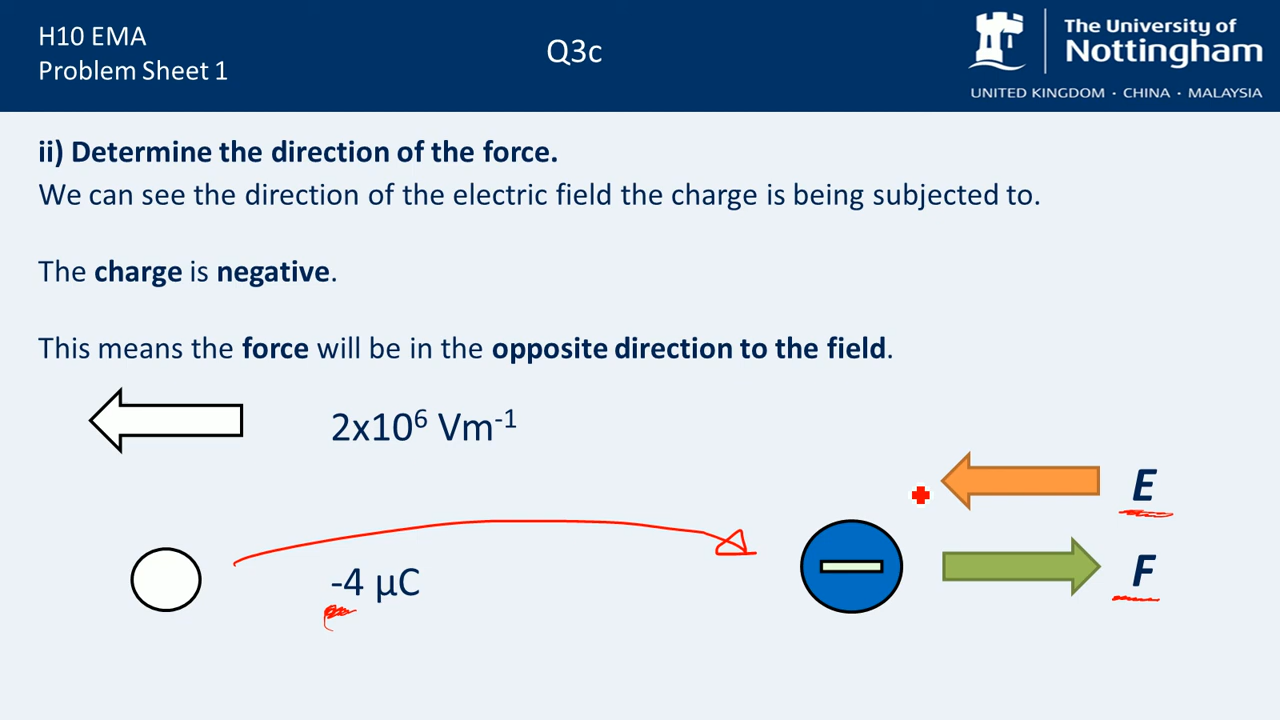 H10 EMA
Problem Sheet 1
Q3c
The University of
Nottingham
UNITED KINGDOM · CHINA · MALAYSIA
ii) Determine the direction of the force.
We can see the direction of the electric field the charge is being subjected to.
The charge is negative.
This means the force will be in the opposite direction to the field.
2x10⁶ Vm⁻¹
E
-4 µC
F